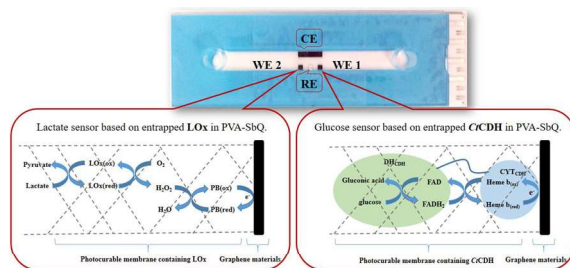 CE
WE 2
WE 1
RE
Lactate sensor based on entrapped LOx in PVA-SbQ.
Pyruvate
LOx(ox)
O₂
Lactate
LOx(red)
H₂O₂
PB(ox)
e⁻
H₂O
PB(red)
Photocurable membrane containing LOx
Graphene materials
Glucose sensor based on entrapped CtCDH in PVA-SbQ.
DH_CDH
CYT_CDH
Gluconic acid
FAD
Heme b(ox)
e⁻
glucose
FADH₂
Heme b(red)
Photocurable membrane containing CtCDH
Graphene materials